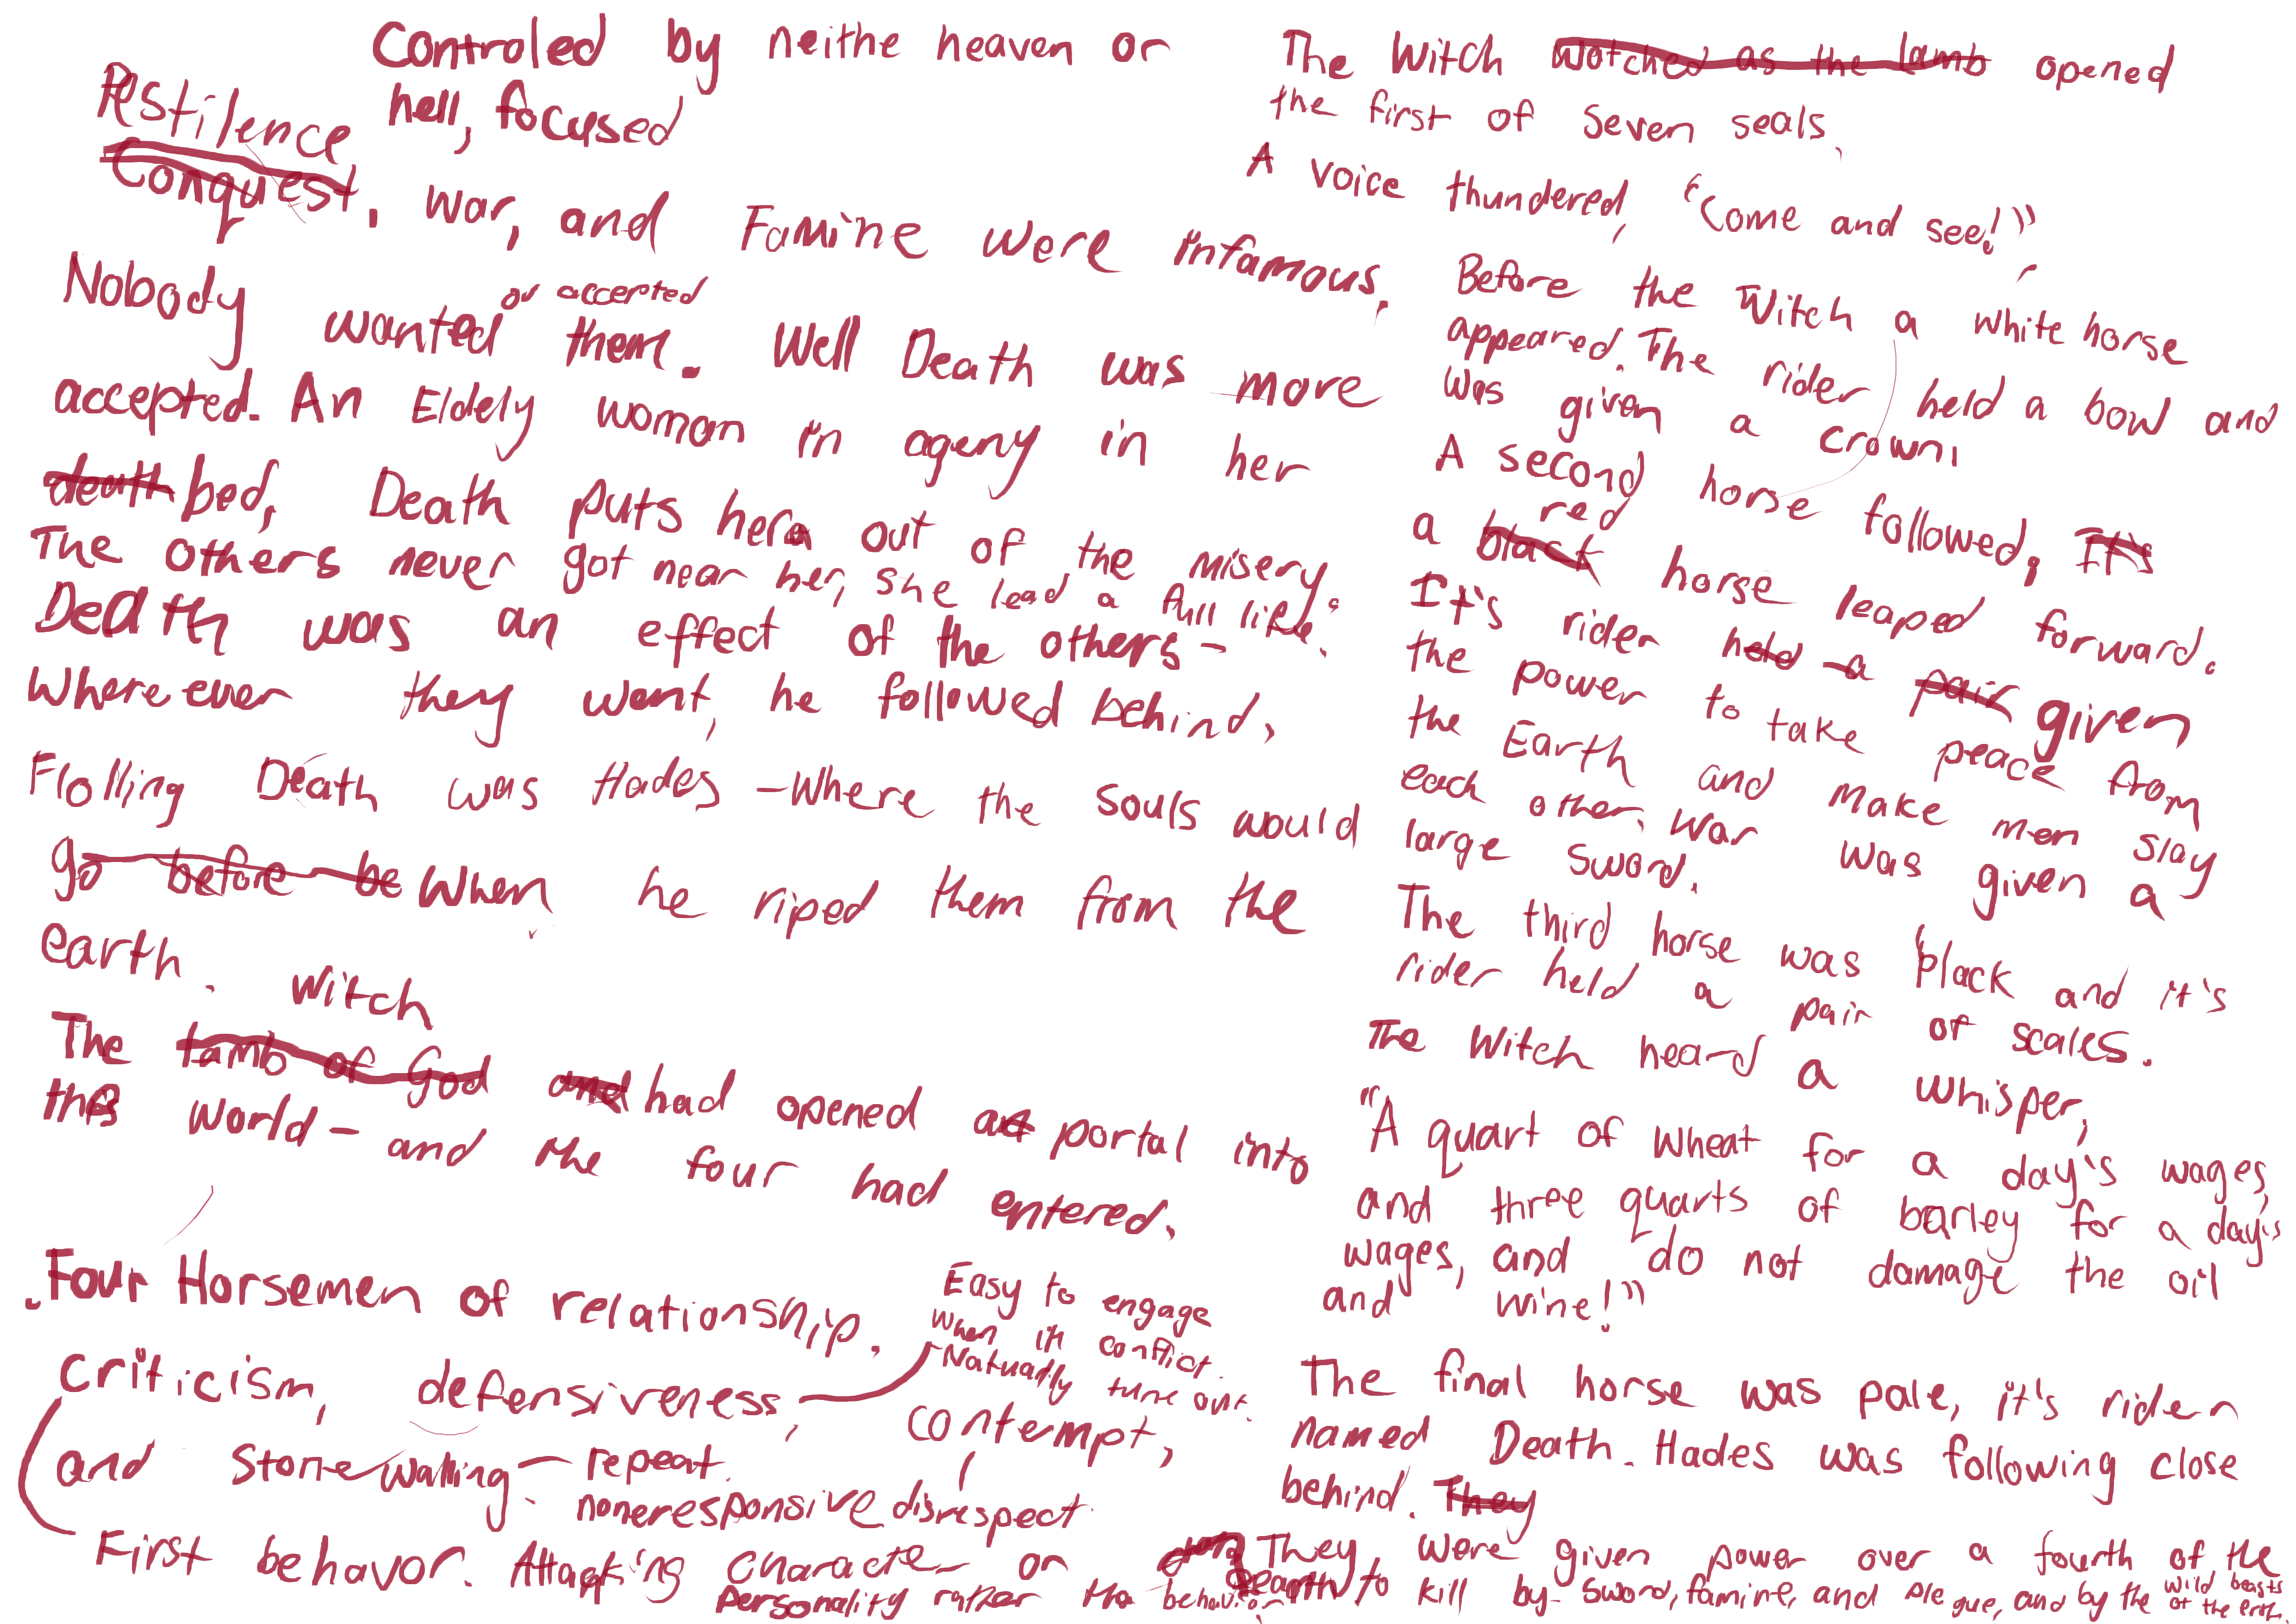 Controled by neithe heaven or
hell, focused
Pestilence
Conquest, War, and Famine were infamous.
Nobody wanted or accepted them. Well Death was more
accepted. An Eldely woman in ageny in her
death bed, Death puts here out of the misery.
The others never got near her, she lead a full life.
Death was an effect of the others –
Where ever they want, he followed behind,
Flolling Death was Hades – Where the souls would
go before be When he riped them from the
earth.
Witch
The Lamb of God and had opened a portal into
this world – and the four had entered.
. Four Horsemen of relationship.
criticism, defensiveness, contempt,
Easy to engage
when in conflict.
- Natually tune out.
and Stonewalling – repeat.
- noneresponsive disrespect
First behavor. Attacking character or
personality rather the behavior.
The Witch watched as the Lamb opened
the first of Seven seals.
A voice thundered, "Come and see!"
Before the Witch a white horse
appeared. The rider held a bow and
was given a crown.
A second horse followed, It's
a black red horse leaped forward.
It's rider held a pair given
the power to take peace from
the Earth and make men slay
each other. War was given a
large sword.
The third horse was black and it's
rider held a pair of scales.
The Witch heard a whisper,
"A quart of wheat for a day's wages,
and three quarts of barley for a day's
wages, and do not damage the oil
and wine!"
The final horse was pale, it's rider
named Death. Hades was following close
behind. They
They were given power over a fourth of the
earth to kill by sword, famine, and plegue, and by the wild beasts
of the erth.